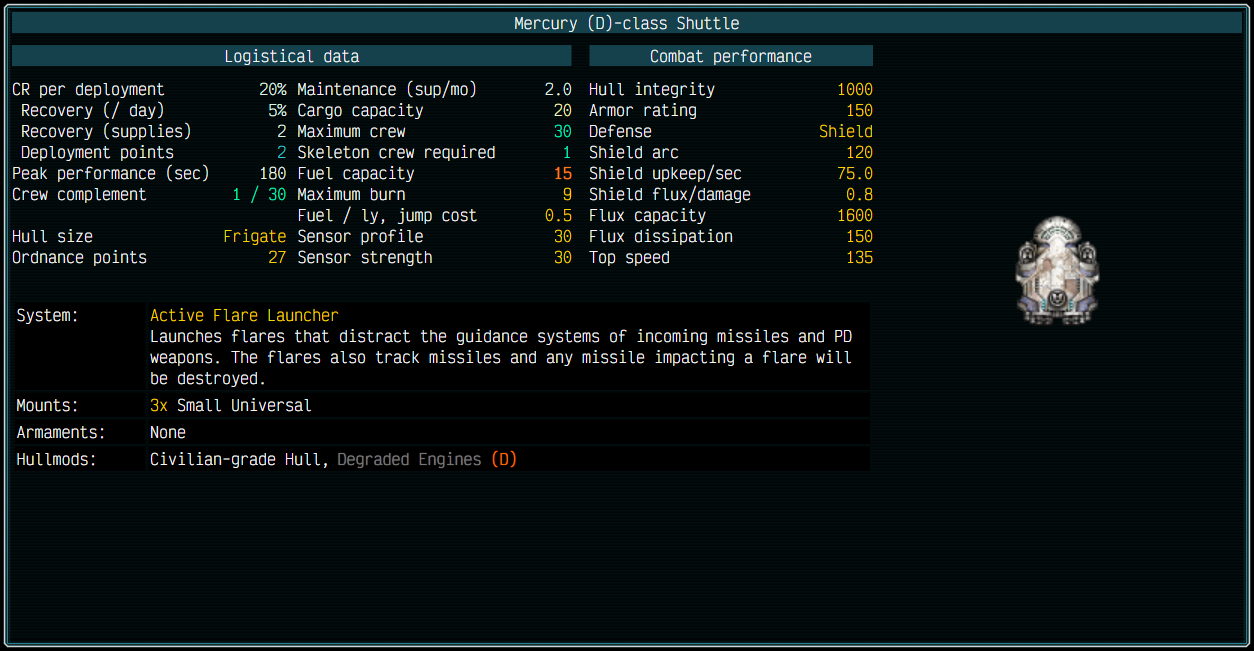 Mercury (D)-class Shuttle
Logistical data Combat performance
CR per deployment 20% Maintenance (sup/mo) 2.0 Hull integrity 1000
Recovery (/ day) 5% Cargo capacity 20 Armor rating 150
Recovery (supplies) 2 Maximum crew 30 Defense Shield
Deployment points 2 Skeleton crew required 1 Shield arc 120
Peak performance (sec) 180 Fuel capacity 15 Shield upkeep/sec 75.0
Crew complement 1 / 30 Maximum burn 9 Shield flux/damage 0.8
Fuel / ly, jump cost 0.5 Flux capacity 1600
Hull size Frigate Sensor profile 30 Flux dissipation 150
Ordnance points 27 Sensor strength 30 Top speed 135
System: Active Flare Launcher
Launches flares that distract the guidance systems of incoming missiles and PD
weapons. The flares also track missiles and any missile impacting a flare will
be destroyed.
Mounts: 3x Small Universal
Armaments: None
Hullmods: Civilian-grade Hull, Degraded Engines (D)